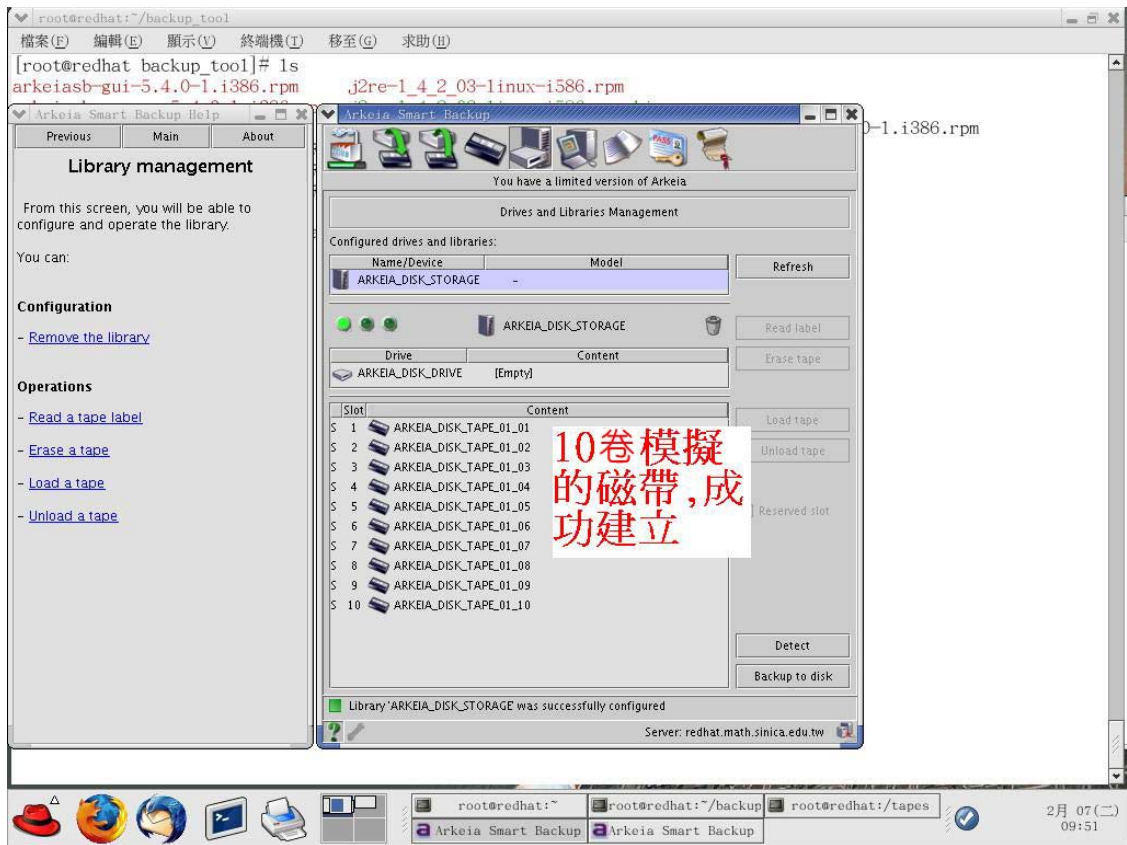 root@redhat:~/backup_tool
檔案(F) 編輯(E) 顯示(V) 終端機(T) 移至(G) 求助(H)
[root@redhat backup_tool]# ls
arkeiasb-gui-5.4.0-1.i386.rpm j2re-1_4_2_03-linux-i586.rpm
0-1.i386.rpm
Arkeia Smart Backup Help
Previous Main About
Library management
From this screen, you will be able to
configure and operate the library.
You can:
Configuration
- Remove the library
Operations
- Read a tape label
- Erase a tape
- Load a tape
- Unload a tape
Arkeia Smart Backup
PASS
You have a limited version of Arkeia
Drives and Libraries Management
Configured drives and libraries:
Name/Device Model
ARKEIA_DISK_STORAGE -
Refresh
ARKEIA_DISK_STORAGE
Read label
Drive Content
Erase tape
ARKEIA_DISK_DRIVE [Empty]
Slot Content
Load tape
S 1 ARKEIA_DISK_TAPE_01_01
S 2 ARKEIA_DISK_TAPE_01_02
Unload tape
S 3 ARKEIA_DISK_TAPE_01_03
S 4 ARKEIA_DISK_TAPE_01_04
S 5 ARKEIA_DISK_TAPE_01_05
Reserved slot
S 6 ARKEIA_DISK_TAPE_01_06
S 7 ARKEIA_DISK_TAPE_01_07
S 8 ARKEIA_DISK_TAPE_01_08
S 9 ARKEIA_DISK_TAPE_01_09
S 10 ARKEIA_DISK_TAPE_01_10
10卷模擬
的磁帶,成
功建立
Detect
Backup to disk
Library 'ARKEIA_DISK_STORAGE' was successfully configured
Server: redhat.math.sinica.edu.tw
root@redhat:~ root@redhat:~/backup root@redhat:/tapes
Arkeia Smart Backup Arkeia Smart Backup
2月 07(二)
09:51